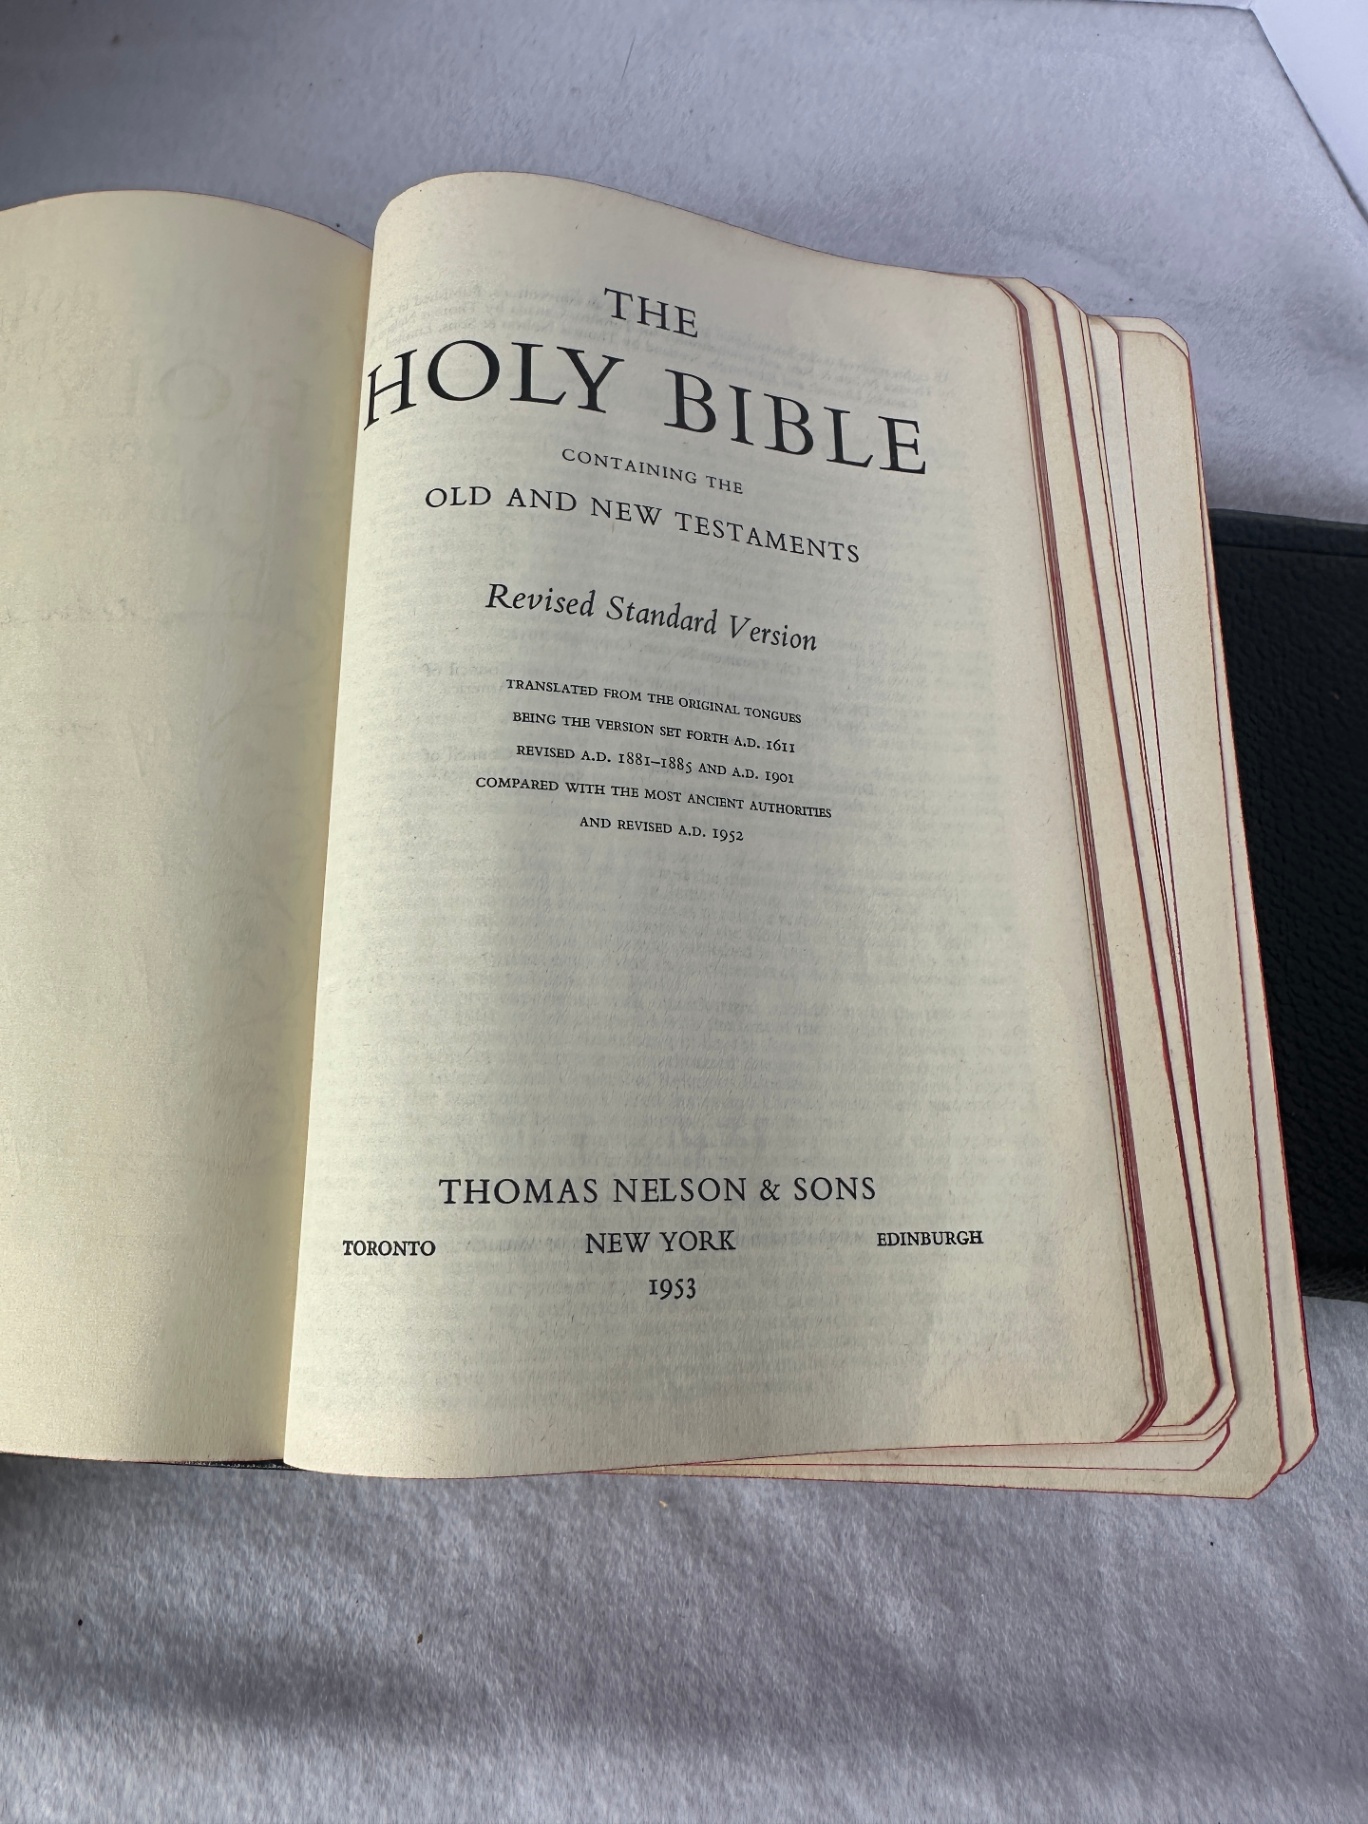 THE
HOLY BIBLE
CONTAINING THE
OLD AND NEW TESTAMENTS
Revised Standard Version
TRANSLATED FROM THE ORIGINAL TONGUES
BEING THE VERSION SET FORTH A.D. 1611
REVISED A.D. 1881–1885 AND A.D. 1901
COMPARED WITH THE MOST ANCIENT AUTHORITIES
AND REVISED A.D. 1952
THOMAS NELSON & SONS
TORONTO NEW YORK EDINBURGH
1953